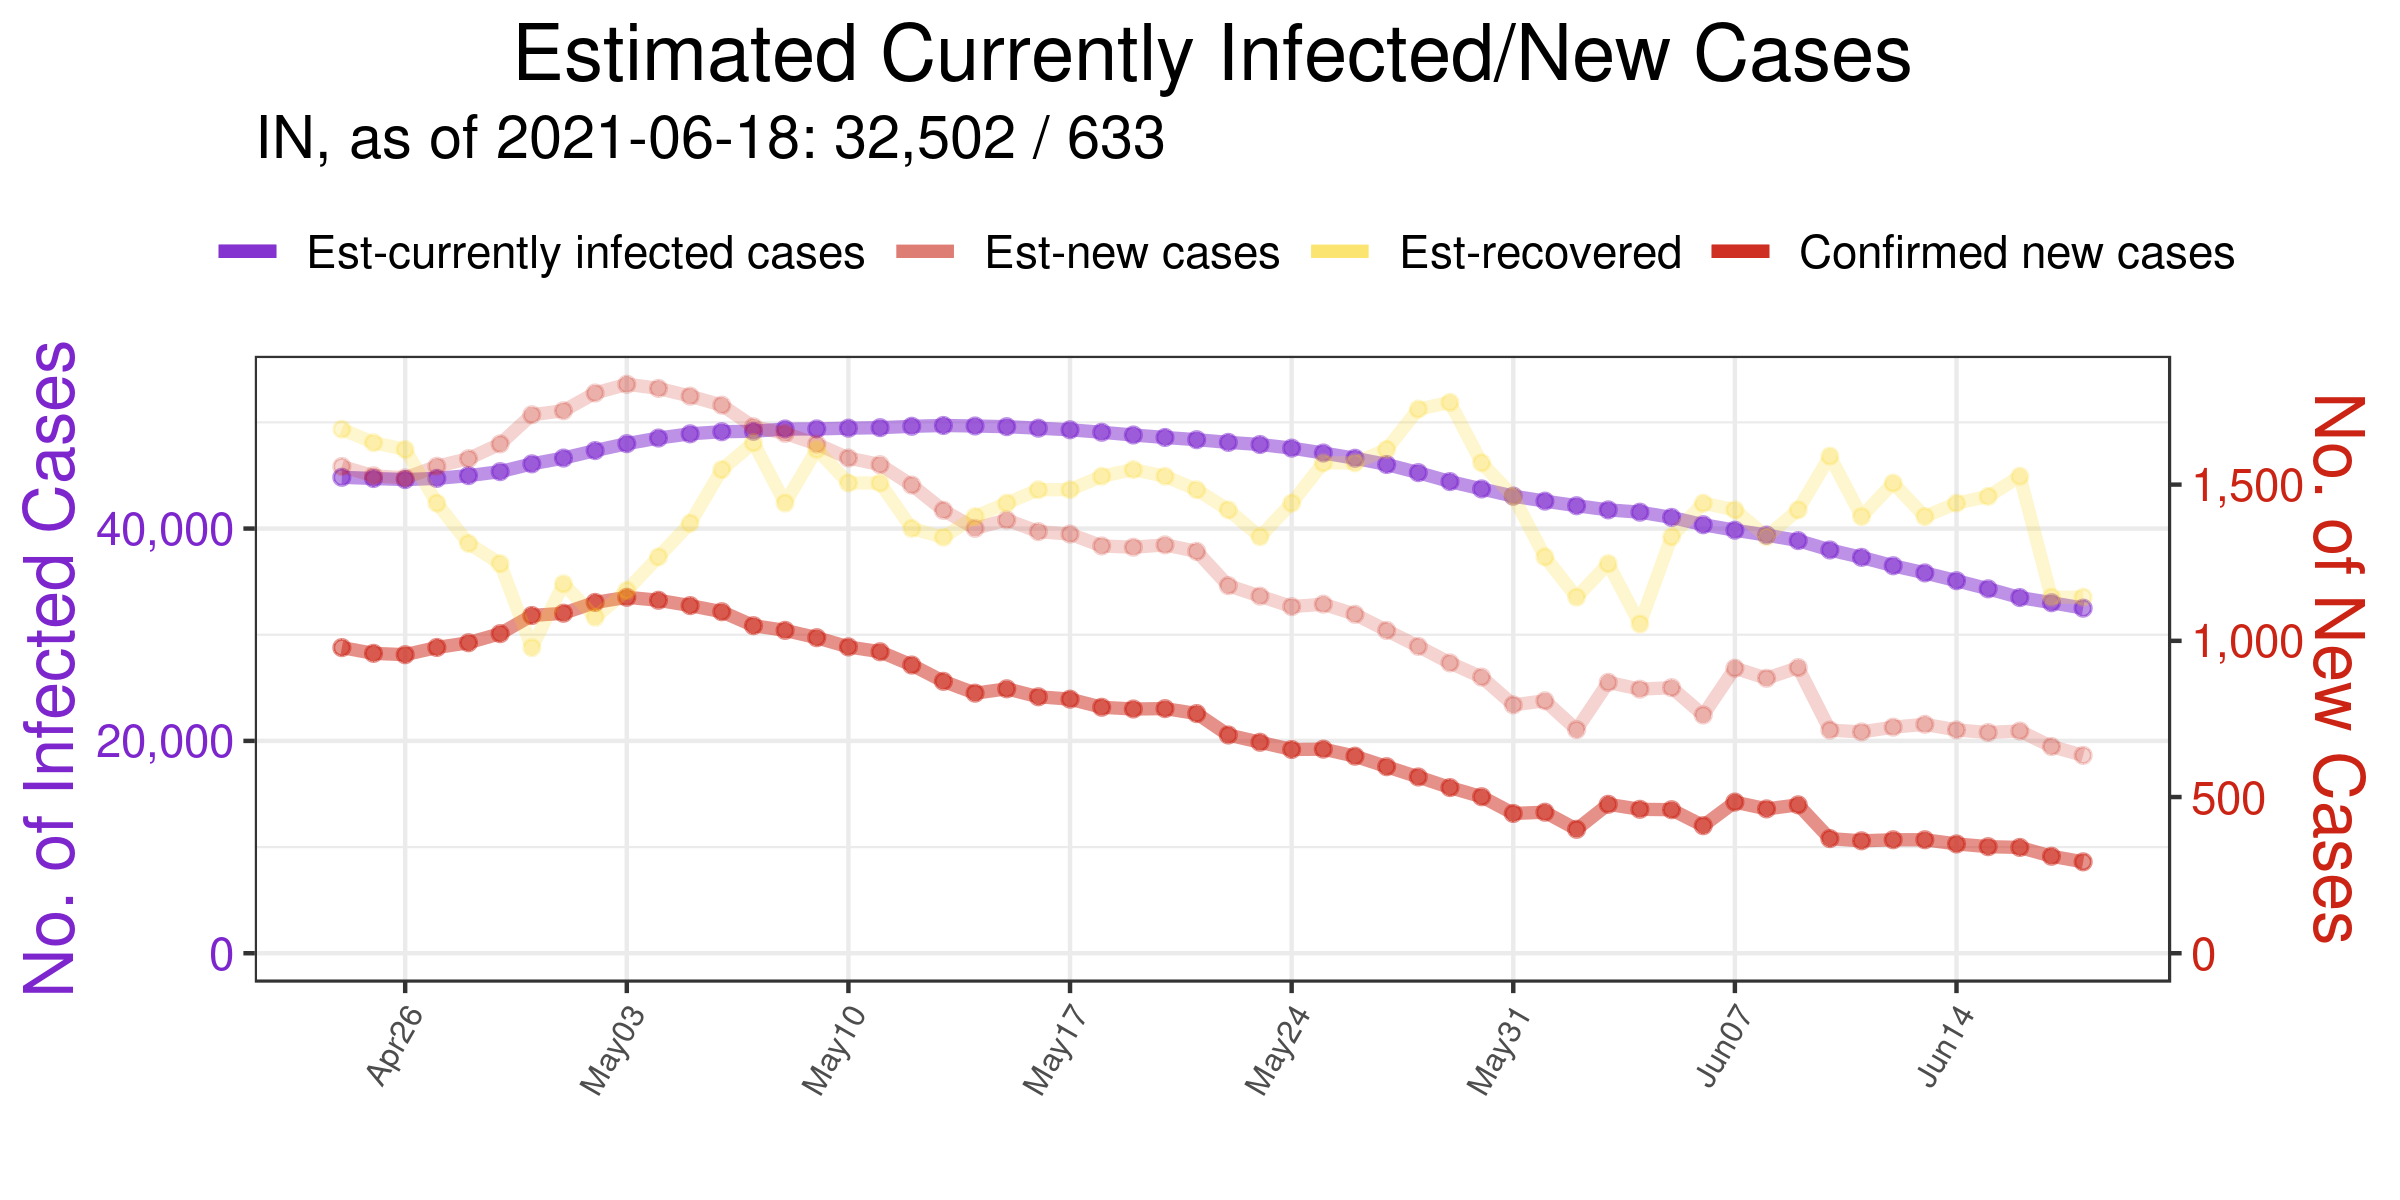 Estimated Currently Infected/New Cases
IN, as of 2021-06-18: 32,502 / 633
Est-currently infected cases Est-new cases Est-recovered Confirmed new cases
No. of Infected Cases
40,000
20,000
0
1,500
1,000
500
0
No. of New Cases
Apr26 May03 May10 May17 May24 May31 Jun07 Jun14